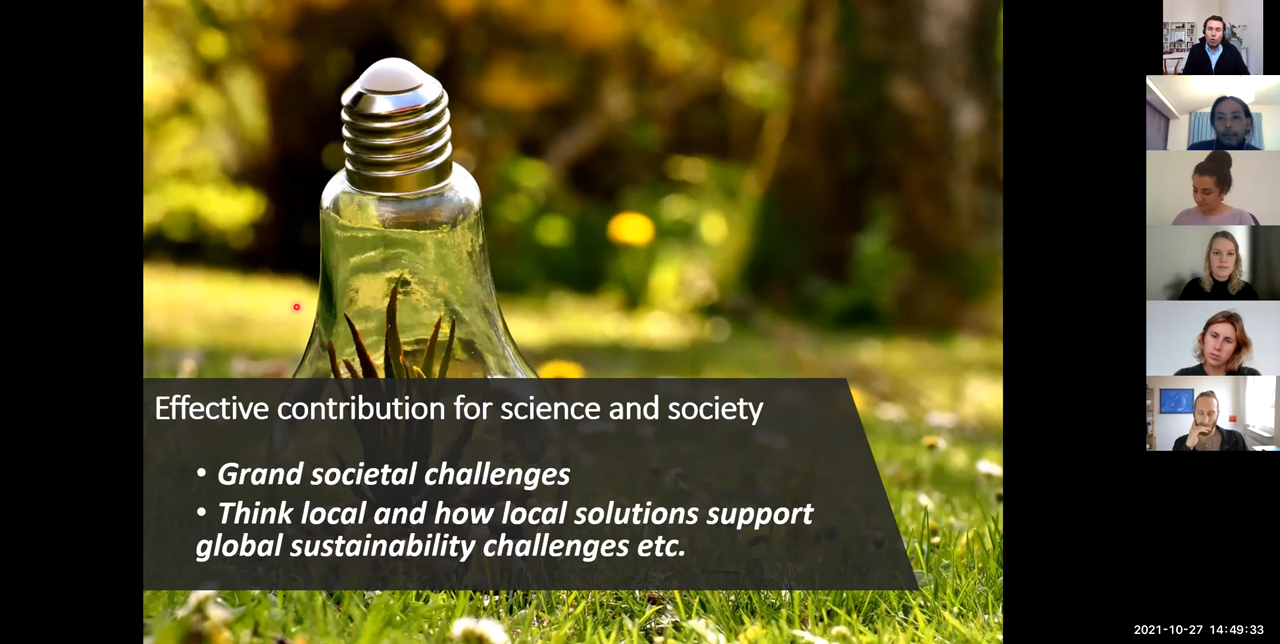 Effective contribution for science and society
• Grand societal challenges
• Think local and how local solutions support
global sustainability challenges etc.
2021-10-27 14:49:33